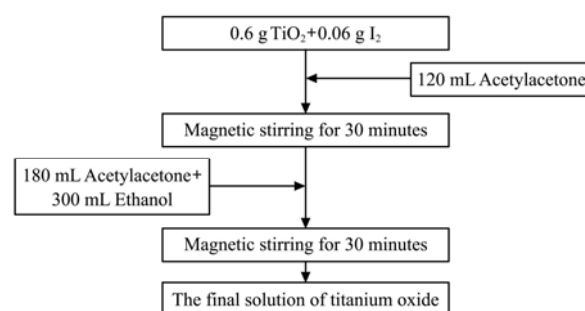 0.6 g TiO₂+0.06 g I₂
120 mL Acetylacetone
Magnetic stirring for 30 minutes
180 mL Acetylacetone+
300 mL Ethanol
Magnetic stirring for 30 minutes
The final solution of titanium oxide